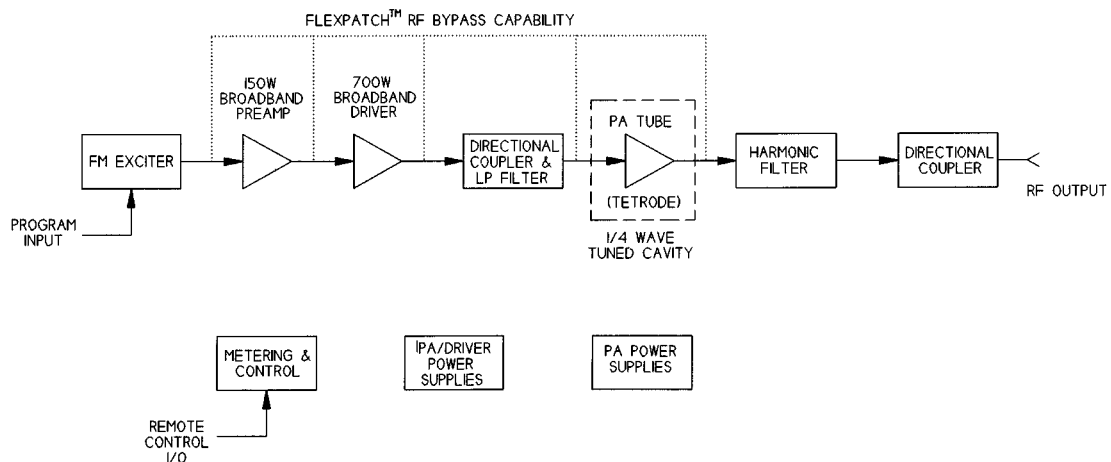 FLEXPATCH™ RF BYPASS CAPABILITY
150W
BROADBAND
PREAMP
700W
BROADBAND
DRIVER
PA TUBE
FM EXCITER
DIRECTIONAL
COUPLER &
LP FILTER
HARMONIC
FILTER
DIRECTIONAL
COUPLER
RF OUTPUT
(TETRODE)
PROGRAM
INPUT
1/4 WAVE
TUNED CAVITY
METERING &
CONTROL
IPA/DRIVER
POWER
SUPPLIES
PA POWER
SUPPLIES
REMOTE
CONTROL
I/O